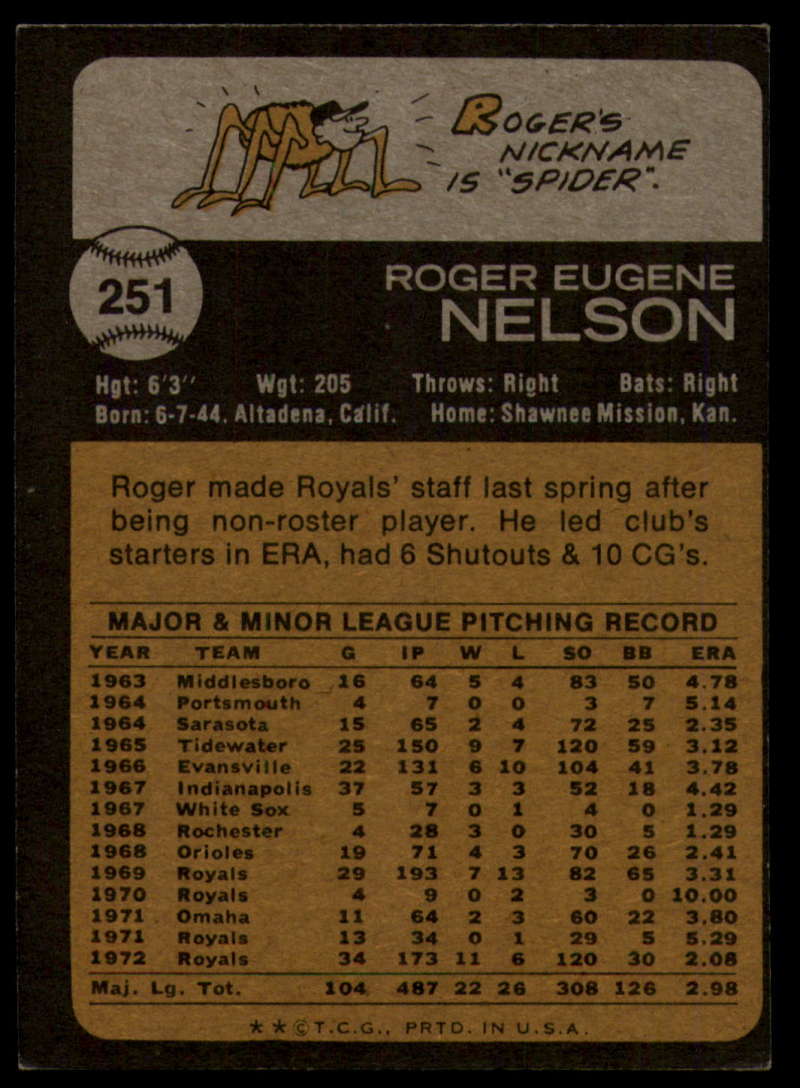 ROGER'S
NICKNAME
IS "SPIDER".
251
ROGER EUGENE
NELSON
Hgt: 6'3" Wgt: 205 Throws: Right Bats: Right
Born: 6-7-44, Altadena, Calif. Home: Shawnee Mission, Kan.
Roger made Royals' staff last spring after
being non-roster player. He led club's
starters in ERA, had 6 Shutouts & 10 CG's.
MAJOR & MINOR LEAGUE PITCHING RECORD
YEAR TEAM G IP W L SO BB ERA
1963 Middlesboro 16 64 5 4 83 50 4.78
1964 Portsmouth 4 7 0 0 3 7 5.14
1964 Sarasota 15 65 2 4 72 25 2.35
1965 Tidewater 25 150 9 7 120 59 3.12
1966 Evansville 22 131 6 10 104 41 3.78
1967 Indianapolis 37 57 3 3 52 18 4.42
1967 White Sox 5 7 0 1 4 0 1.29
1968 Rochester 4 28 3 0 30 5 1.29
1968 Orioles 19 71 4 3 70 26 2.41
1969 Royals 29 193 7 13 82 65 3.31
1970 Royals 4 9 0 2 3 0 10.00
1971 Omaha 11 64 2 3 60 22 3.80
1971 Royals 13 34 0 1 29 5 5.29
1972 Royals 34 173 11 6 120 30 2.08
Maj. Lg. Tot. 104 487 22 26 308 126 2.98
★ ★ © T.C.G., PRTD. IN U.S.A.